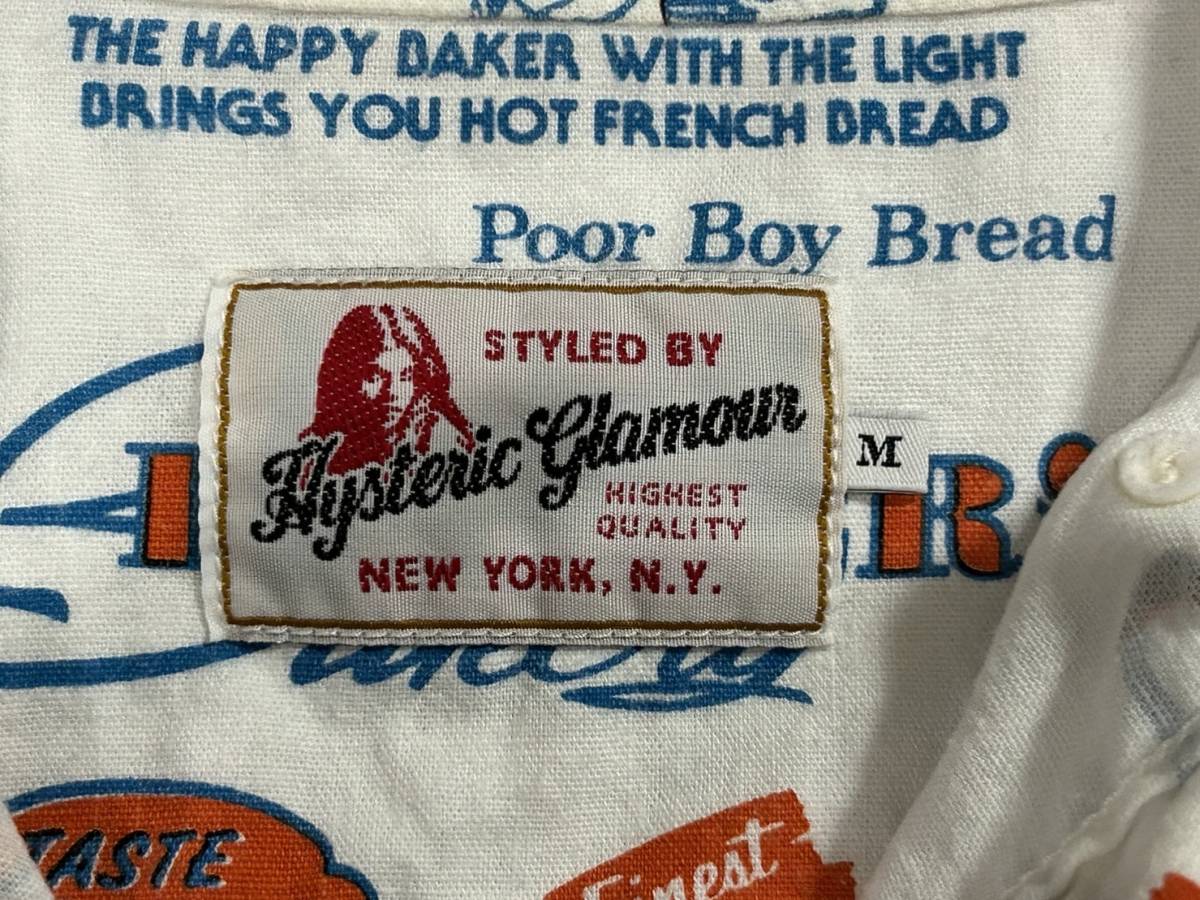 THE HAPPY BAKER WITH THE LIGHT
BRINGS YOU HOT FRENCH BREAD
Poor Boy Bread
STYLED BY
Hysteric Glamour
HIGHEST
QUALITY
NEW YORK, N.Y.
M
TASTE
Finest